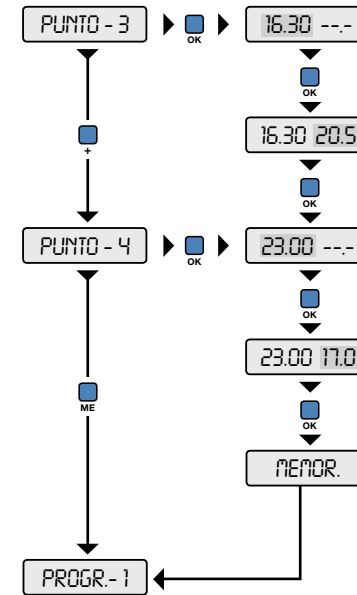 PUNTO - 3
OK
16.30 --.-
OK
+
16.30 20.5
OK
PUNTO - 4
OK
23.00 --.-
OK
ME
23.00 17.0
OK
MEMOR.
PROGR.- 1